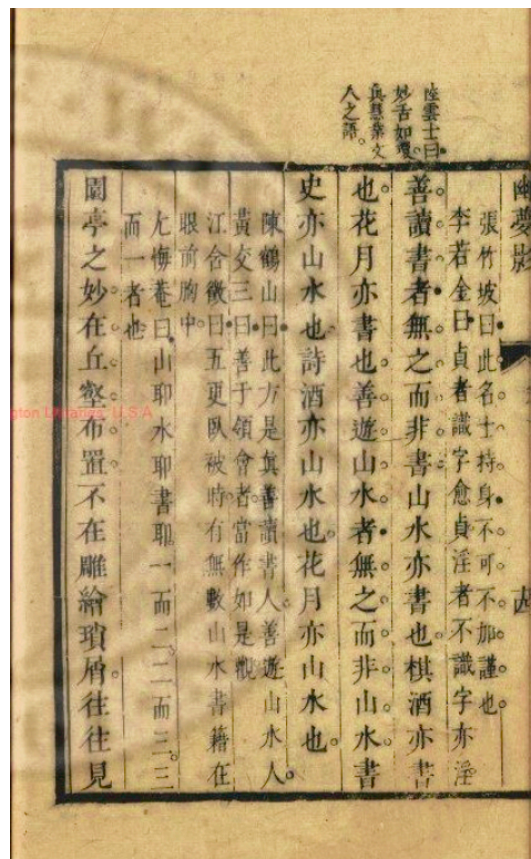 幽夢影
張竹坡曰此名士持身不可不加謹也
李若金曰貞者識字愈貞淫者不識字亦淫
善讀書者無之而非書山水亦書也棋酒亦書
也花月亦書也善遊山水者無之而非山水書
史亦山水也詩酒亦山水也花月亦山水也
陳鶴山曰此方是眞善讀書人善遊山水人
黃交三曰善于領會者當作如是觀
江含徵曰五更臥被時有無數山水書籍在
眼前胸中
尤悔菴曰山耶水耶書耶一而二二而三三
而一者也
陸雲士曰
妙舌如環
眞慧業文
人之語
園亭之妙在丘壑布置不在雕繪瑣屑往往見
gton Libraries, U.S.A